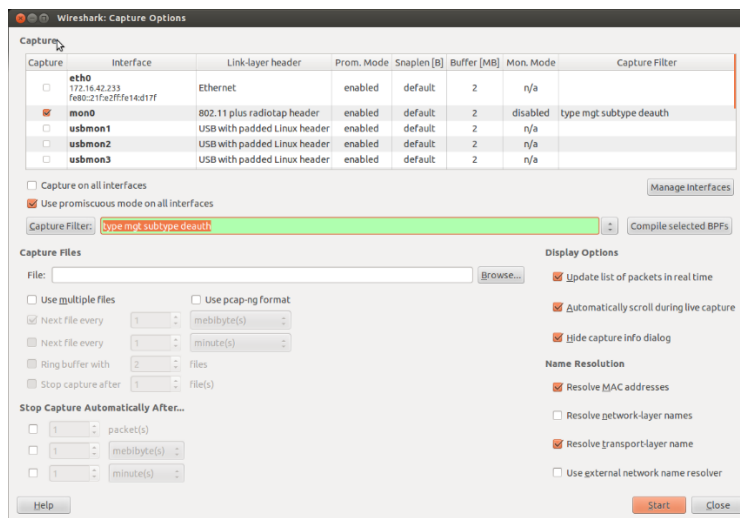 Wireshark: Capture Options
Capture
Capture Interface Link-layer header Prom. Mode Snaplen [B] Buffer [MB] Mon. Mode Capture Filter
eth0
172.16.42.233
fe80::21f:e2ff:fe14:d17f
Ethernet enabled default 2 n/a
mon0 802.11 plus radiotap header enabled default 2 disabled type mgt subtype deauth
usbmon1 USB with padded Linux header enabled default 2 n/a
usbmon2 USB with padded Linux header enabled default 2 n/a
usbmon3 USB with padded Linux header enabled default 2 n/a
Capture on all interfaces
Manage Interfaces
Use promiscuous mode on all interfaces
Capture Filter: type mgt subtype deauth Compile selected BPFs
Capture Files
File: Browse...
Use multiple files Use pcap-ng format
Next file every 1 mebibyte(s)
Next file every 1 minute(s)
Ring buffer with 2 files
Stop capture after 1 file(s)
Stop Capture Automatically After...
1 packet(s)
1 mebibyte(s)
1 minute(s)
Display Options
Update list of packets in real time
Automatically scroll during live capture
Hide capture info dialog
Name Resolution
Resolve MAC addresses
Resolve network-layer names
Resolve transport-layer name
Use external network name resolver
Help Start Close